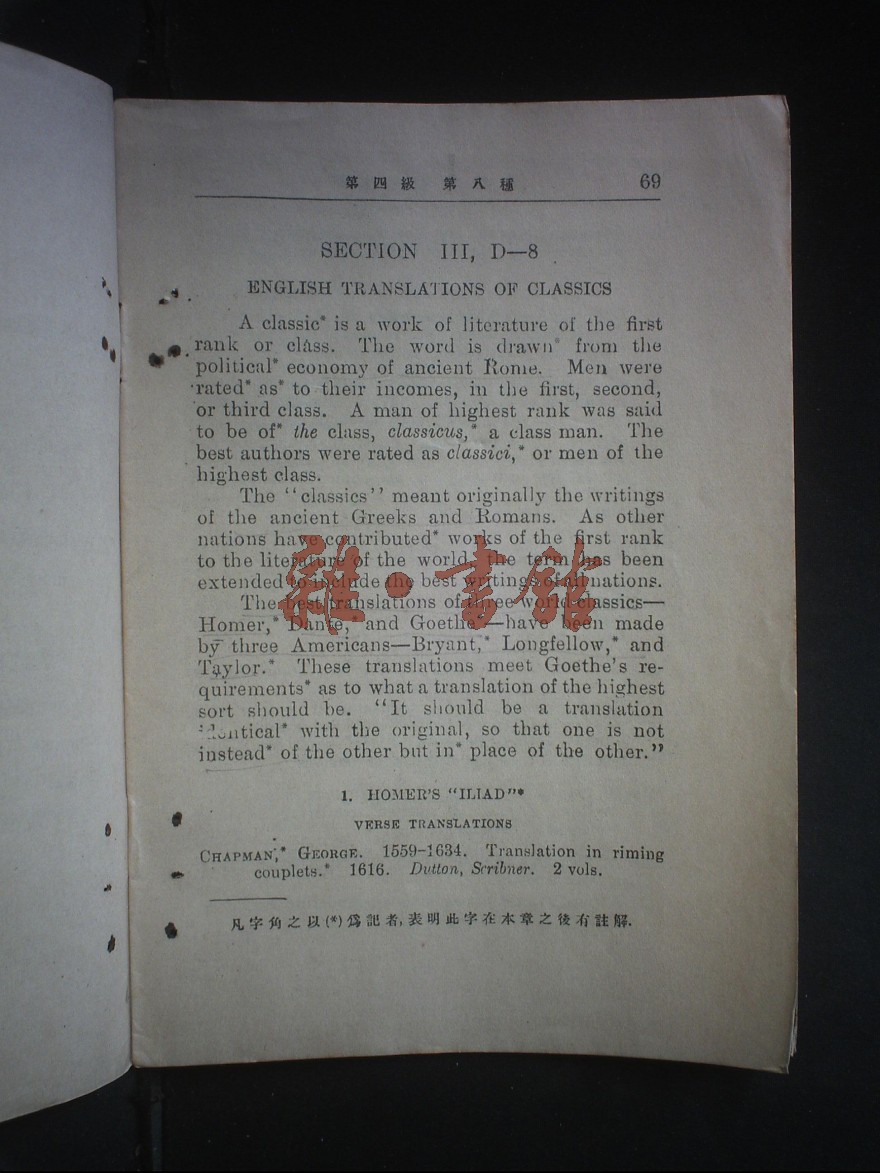 第四級 第八種 69
SECTION III, D—8
ENGLISH TRANSLATIONS OF CLASSICS
A classic* is a work of literature of the first
rank or class. The word is drawn* from the
political* economy of ancient Rome. Men were
rated* as* to their incomes, in the first, second,
or third class. A man of highest rank was said
to be of* the class, classicus,* a class man. The
best authors were rated as classici,* or men of the
highest class.
The "classics" meant originally the writings
of the ancient Greeks and Romans. As other
nations have contributed* works of the first rank
to the literature of the world, the term has been
extended to include the best writings of all nations.
The best translations of three world-classics—
Homer,* Dante,* and Goethe*—have been made
by three Americans—Bryant,* Longfellow,* and
Taylor.* These translations meet Goethe's re-
quirements* as to what a translation of the highest
sort should be. "It should be a translation
identical* with the original, so that one is not
instead* of the other but in* place of the other."
1. HOMER'S "ILIAD"*
VERSE TRANSLATIONS
CHAPMAN,* GEORGE. 1559–1634. Translation in riming
couplets.* 1616. Dutton, Scribner. 2 vols.
凡字角之以(*)爲記者,表明此字在本章之後有註解.
雜·書館